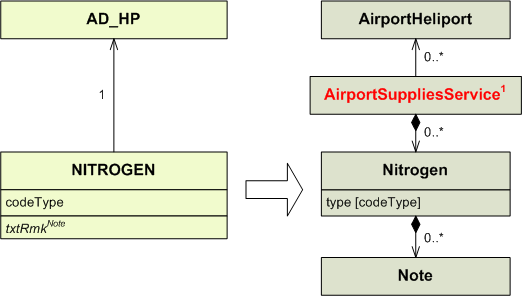 AD_HP
1
NITROGEN
codeType
txtRmkNote
AirportHeliport
0..*
AirportSuppliesService1
0..*
Nitrogen
type [codeType]
0..*
Note